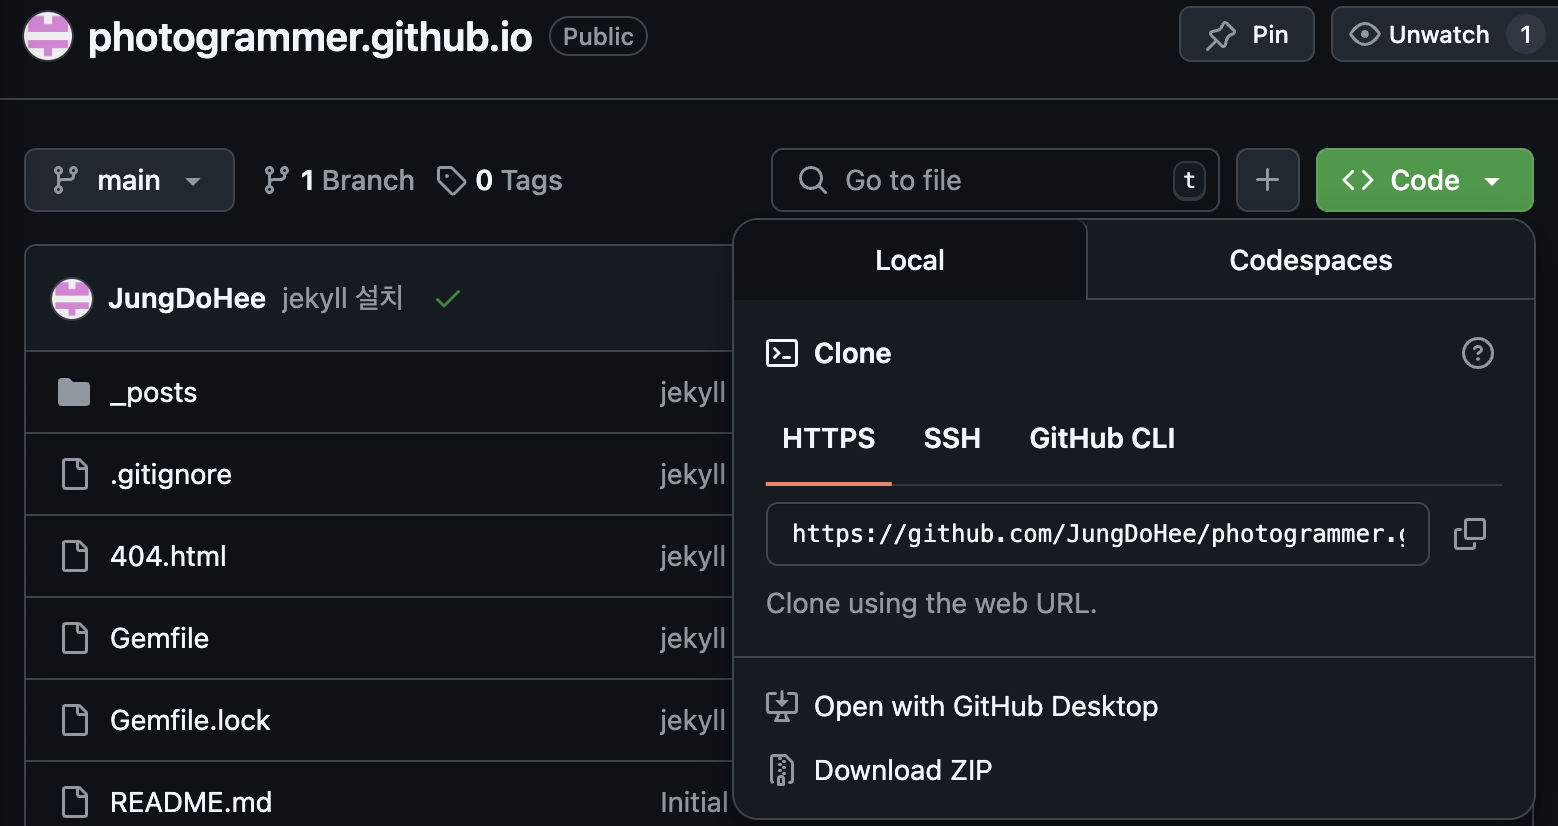 photogrammer.github.io Public Pin Unwatch 1
main 1 Branch 0 Tags Go to file t Code
Local Codespaces
JungDoHee jekyll 설치
Clone
_posts jekyll
HTTPS SSH GitHub CLI
.gitignore jekyll
https://github.com/JungDoHee/photogrammer.g
404.html jekyll
Clone using the web URL.
Gemfile jekyll
Open with GitHub Desktop
Gemfile.lock jekyll
Download ZIP
README.md Initial